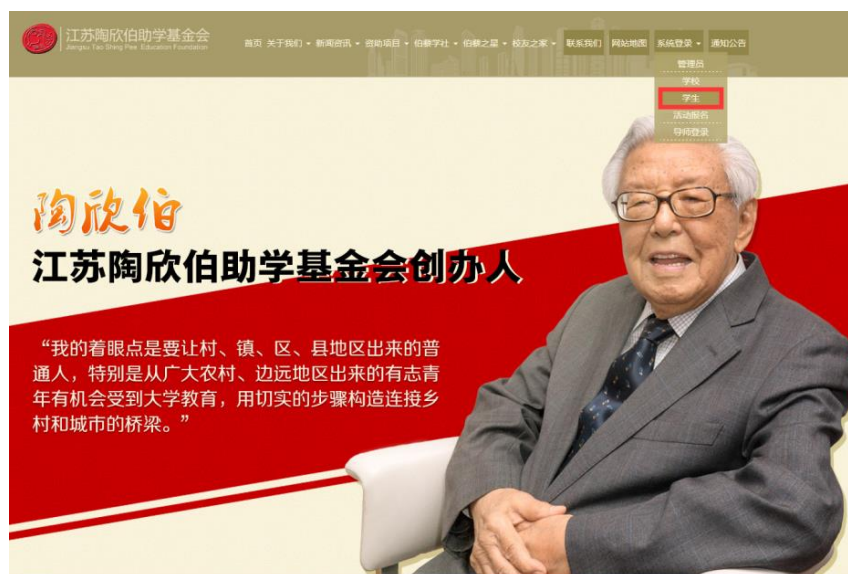 江苏陶欣伯助学基金会
Jiangsu Tao Shing Pee Education Foundation
首页 关于我们 新闻资讯 资助项目 伯藜学社 伯藜之星 校友之家 联系我们 网站地图 系统登录 通知公告
管理员
学校
学生
活动报名
导师登录
陶欣伯
江苏陶欣伯助学基金会创办人
“我的着眼点是要让村、镇、区、县地区出来的普
通人，特别是从广大农村、边远地区出来的有志青
年有机会受到大学教育，用切实的步骤构造连接乡
村和城市的桥梁。”